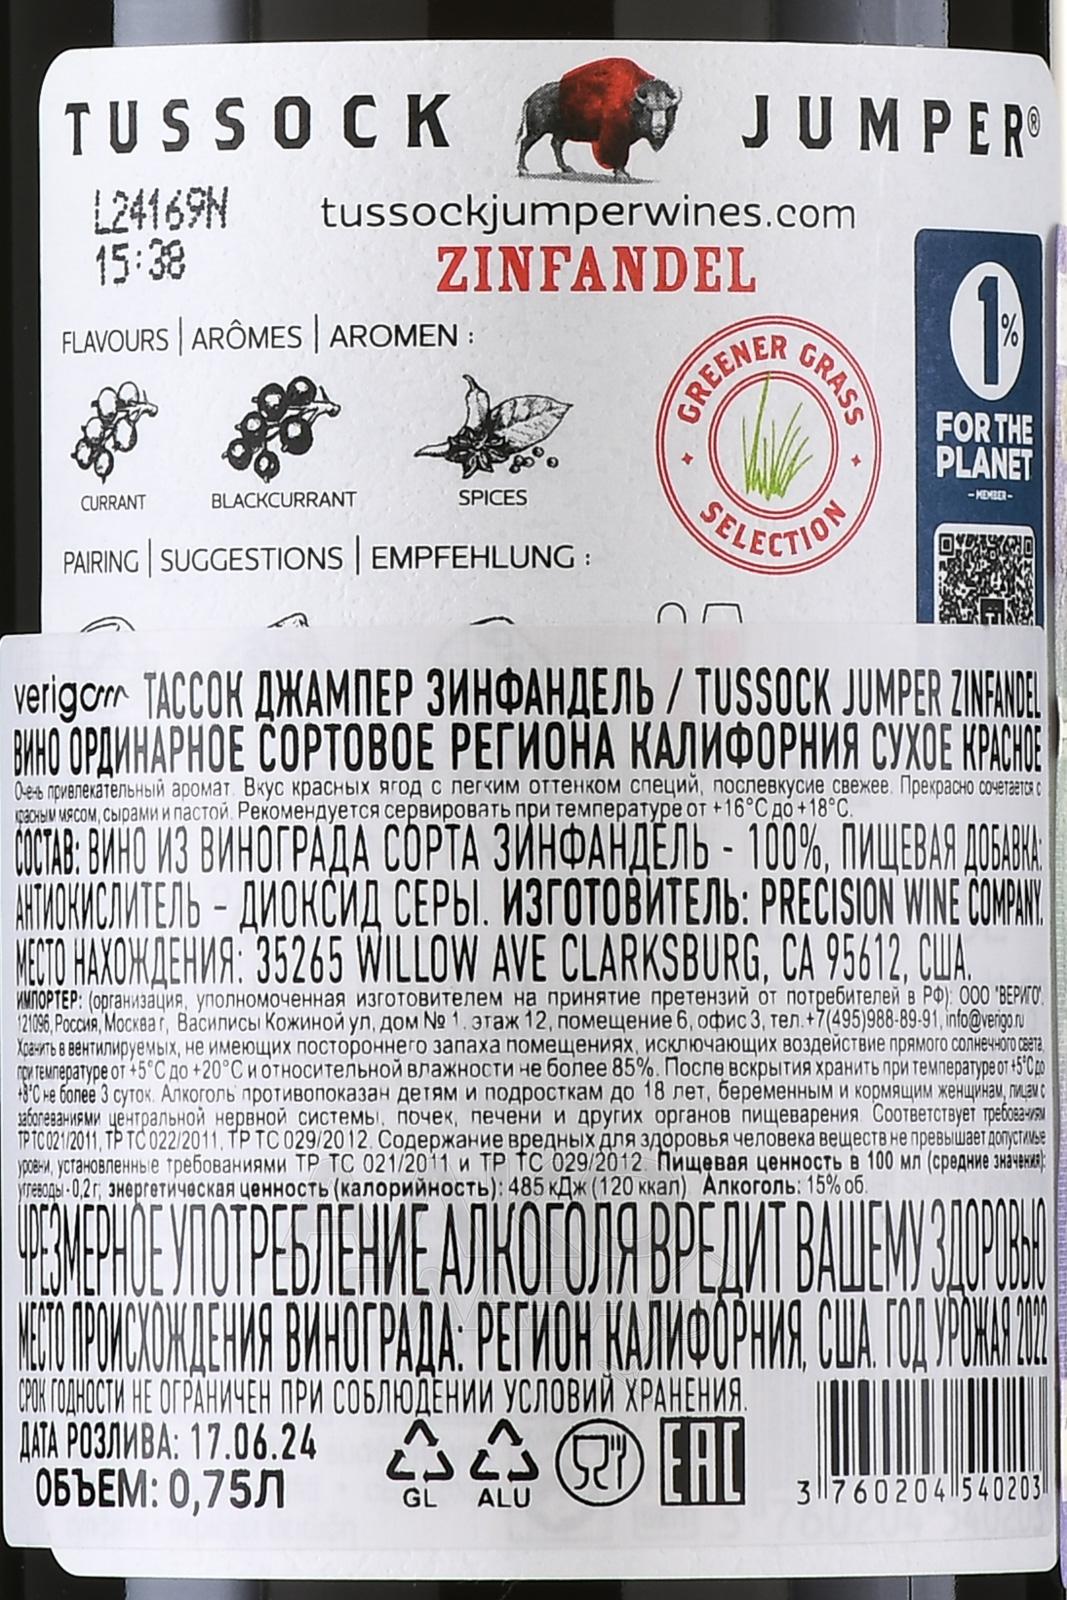 TUSSOCK JUMPER®
L24169N
15:38
tussockjumperwines.com
ZINFANDEL
FLAVOURS | ARÔMES | AROMEN :
CURRANT BLACKCURRANT SPICES
GREENER GRASS
SELECTION
1%
FOR THE
PLANET
- MEMBER -
PAIRING | SUGGESTIONS | EMPFEHLUNG :
verigom ТАССОК ДЖАМПЕР ЗИНФАНДЕЛЬ / TUSSOCK JUMPER ZINFANDEL
ВИНО ОРДИНАРНОЕ СОРТОВОЕ РЕГИОНА КАЛИФОРНИЯ СУХОЕ КРАСНОЕ
Очень привлекательный аромат. Вкус красных ягод с легким оттенком специй, послевкусие свежее. Прекрасно сочетается с
красным мясом, сырами и пастой. Рекомендуется сервировать при температуре от +16°C до +18°C.
СОСТАВ: ВИНО ИЗ ВИНОГРАДА СОРТА ЗИНФАНДЕЛЬ - 100%, ПИЩЕВАЯ ДОБАВКА:
АНТИОКИСЛИТЕЛЬ - ДИОКСИД СЕРЫ. ИЗГОТОВИТЕЛЬ: PRECISION WINE COMPANY.
МЕСТО НАХОЖДЕНИЯ: 35265 WILLOW AVE CLARKSBURG, CA 95612, США.
ИМПОРТЕР: (организация, уполномоченная изготовителем на принятие претензий от потребителей в РФ): ООО "ВЕРИГО".
121096, Россия, Москва г, Василисы Кожиной ул, дом № 1. этаж 12, помещение 6, офис 3, тел.+7(495)988-89-91, info@verigo.ru
Хранить в вентилируемых, не имеющих постороннего запаха помещениях, исключающих воздействие прямого солнечного света,
при температуре от +5°C до +20°C и относительной влажности не более 85%. После вскрытия хранить при температуре от +5°C до
+8°C не более 3 суток. Алкоголь противопоказан детям и подросткам до 18 лет, беременным и кормящим женщинам, лицам с
заболеваниями центральной нервной системы, почек, печени и других органов пищеварения. Соответствует требованиям
ТР ТС 021/2011, ТР ТС 022/2011, ТР ТС 029/2012. Содержание вредных для здоровья человека веществ не превышает допустимые
уровни, установленные требованиями ТР ТС 021/2011 и ТР ТС 029/2012. Пищевая ценность в 100 мл (средние значения):
углеводы - 0,2 г; энергетическая ценность (калорийность): 485 кДж (120 ккал) Алкоголь: 15% об.
ЧРЕЗМЕРНОЕ УПОТРЕБЛЕНИЕ АЛКОГОЛЯ ВРЕДИТ ВАШЕМУ ЗДОРОВЬЮ
МЕСТО ПРОИСХОЖДЕНИЯ ВИНОГРАДА: РЕГИОН КАЛИФОРНИЯ, США. ГОД УРОЖАЯ 2022
СРОК ГОДНОСТИ НЕ ОГРАНИЧЕН ПРИ СОБЛЮДЕНИИ УСЛОВИЙ ХРАНЕНИЯ.
ДАТА РОЗЛИВА: 17.06.24
ОБЪЕМ: 0,75Л
GL ALU EAC
3 760204 540203